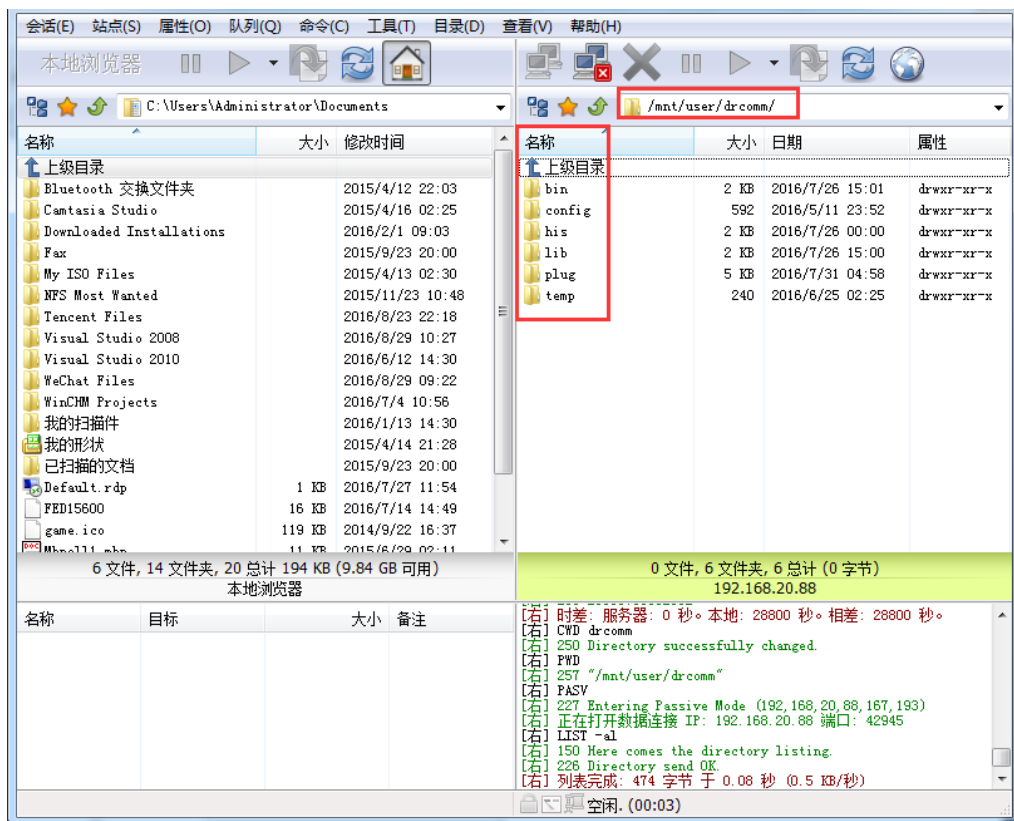 会话(E) 站点(S) 属性(O) 队列(Q) 命令(C) 工具(T) 目录(D) 查看(V) 帮助(H)
本地浏览器
C:\Users\Administrator\Documents
/mnt/user/drcomm/
名称 大小 修改时间
上级目录
Bluetooth 交换文件夹 2015/4/12 22:03
Camtasia Studio 2015/4/16 02:25
Downloaded Installations 2016/2/1 09:03
Fax 2015/9/23 20:00
My ISO Files 2015/4/13 02:30
NFS Most Wanted 2015/11/23 10:48
Tencent Files 2016/8/23 22:18
Visual Studio 2008 2016/8/29 10:27
Visual Studio 2010 2016/6/12 14:30
WeChat Files 2016/8/29 09:22
WinCHM Projects 2016/7/4 10:56
我的扫描件 2016/1/13 14:30
我的形状 2015/4/14 21:28
已扫描的文档 2015/9/23 20:00
Default.rdp 1 KB 2016/7/27 11:54
FED15600 16 KB 2016/7/14 14:49
game.ico 119 KB 2014/9/22 16:37
11 KB 2015/6/29 02:11
6 文件, 14 文件夹, 20 总计 194 KB (9.84 GB 可用)
本地浏览器
名称 大小 日期 属性
上级目录
bin 2 KB 2016/7/26 15:01 drwxr-xr-x
config 592 2016/5/11 23:52 drwxr-xr-x
his 2 KB 2016/7/26 00:00 drwxr-xr-x
lib 2 KB 2016/7/26 15:00 drwxr-xr-x
plug 5 KB 2016/7/31 04:58 drwxr-xr-x
temp 240 2016/6/25 02:25 drwxr-xr-x
0 文件, 6 文件夹, 6 总计 (0 字节)
192.168.20.88
名称 目标 大小 备注
[右] 时差: 服务器: 0 秒。本地: 28800 秒。相差: 28800 秒。
[右] CWD drcomm
[右] 250 Directory successfully changed.
[右] PWD
[右] 257 "/mnt/user/drcomm"
[右] PASV
[右] 227 Entering Passive Mode (192,168,20,88,167,193)
[右] 正在打开数据连接 IP: 192.168.20.88 端口: 42945
[右] LIST -al
[右] 150 Here comes the directory listing.
[右] 226 Directory send OK.
[右] 列表完成: 474 字节 于 0.08 秒 (0.5 KB/秒)
空闲. (00:03)